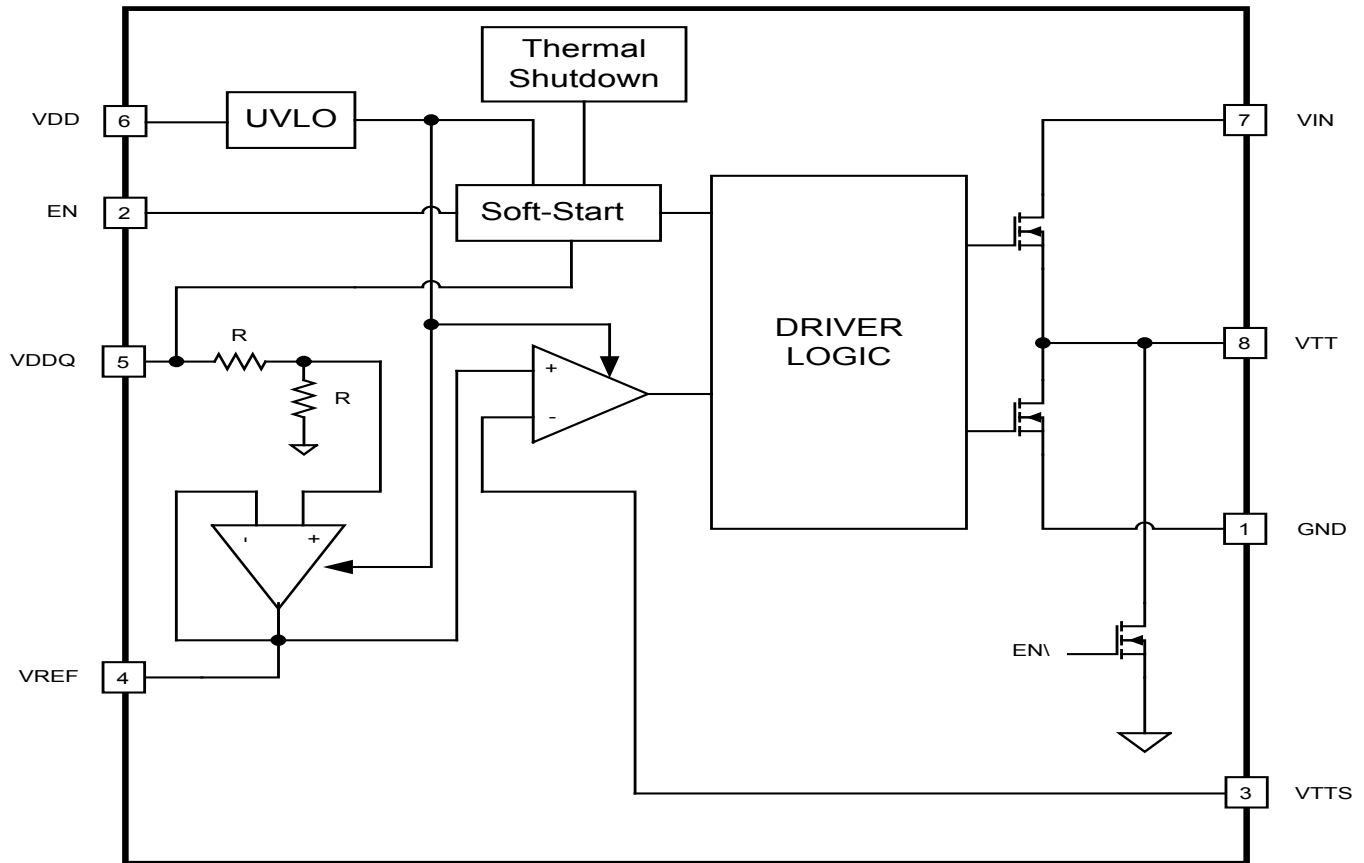 Thermal
Shutdown
VDD
6
UVLO
7
VIN
EN
2
Soft-Start
DRIVER
LOGIC
R
VDDQ
5
R
+
-
8
VTT
-
+
1
GND
EN\
VREF
4
3
VTTS